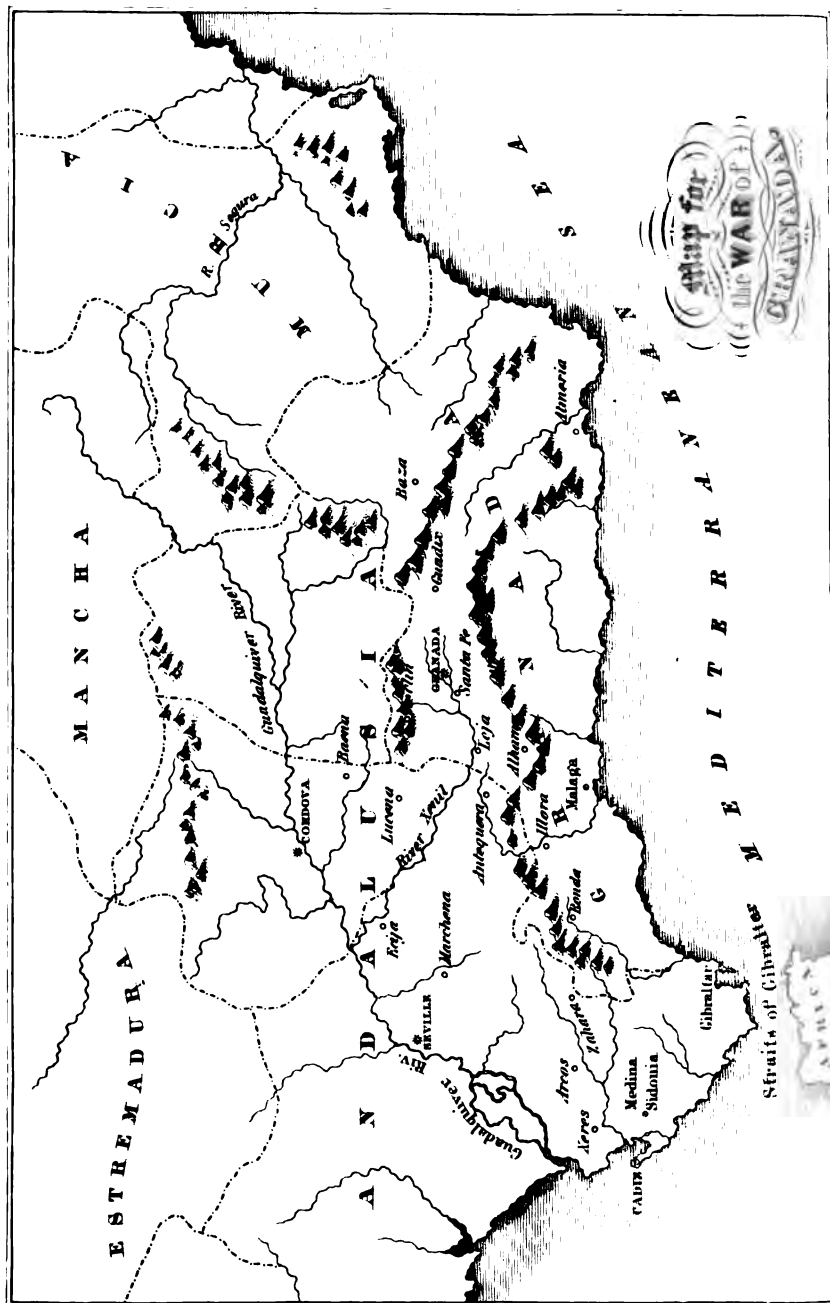 Map for
the WAR of
GRANADA.
ESTREMADURA
MANCHA
MURCIA
R. Segura
ANDALUSIA
Guadalquiver River
CORDOVA
Baena
Lucena
River Xenil
Ecija
Marchena
SEVILLE
Guadalquiver Riv.
GRANADA
GRANADA
Santa Fe
Guadix
Baza
Almeria
Loja
Alhama
Antequera
Illora
Malaga
Ronda
Zahara
Arcos
Xeres
Medina
Sidonia
CADIZ
Gibraltar
Straits of Gibraltar
AFRICA
MEDITERRANEAN SEA